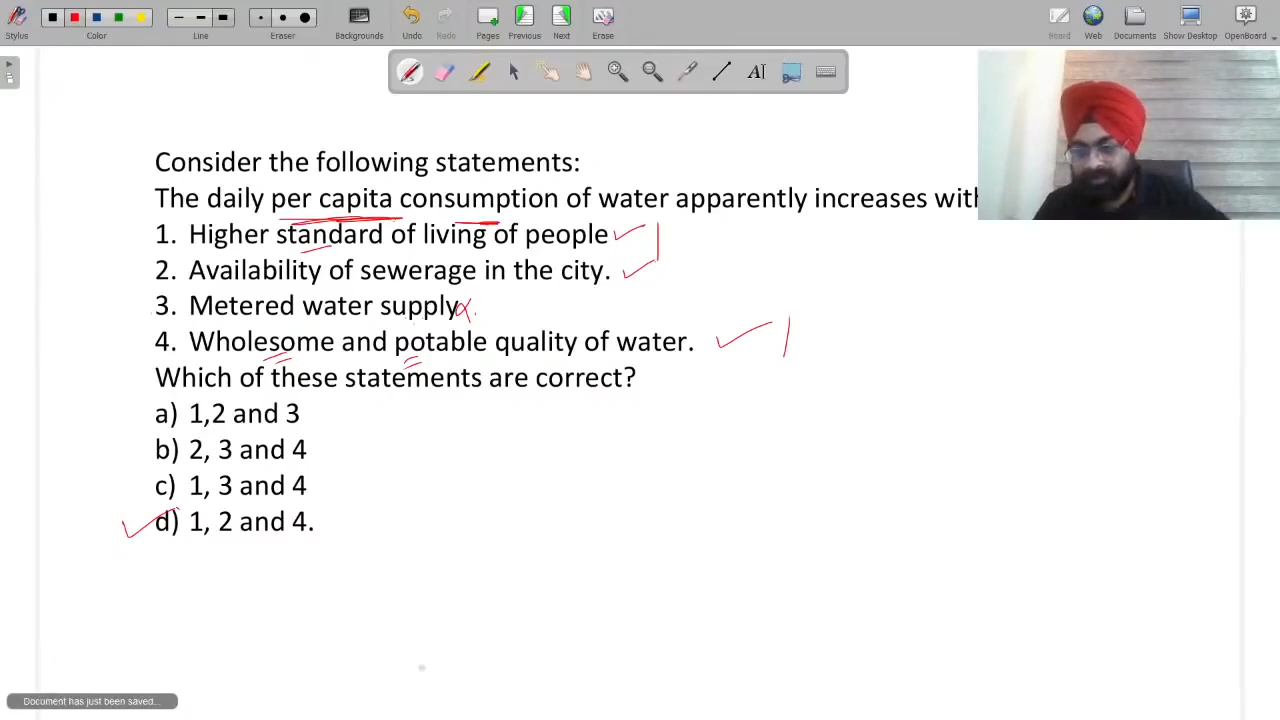 Stylus
Color
Line
Eraser
Backgrounds
Undo
Redo
Pages
Previous
Next
Erase
Board
Web
Documents
Show Desktop
OpenBoard
Consider the following statements:
The daily per capita consumption of water apparently increases with
1. Higher standard of living of people
2. Availability of sewerage in the city.
3. Metered water supply
4. Wholesome and potable quality of water.
Which of these statements are correct?
a) 1,2 and 3
b) 2, 3 and 4
c) 1, 3 and 4
d) 1, 2 and 4.
Document has just been saved...